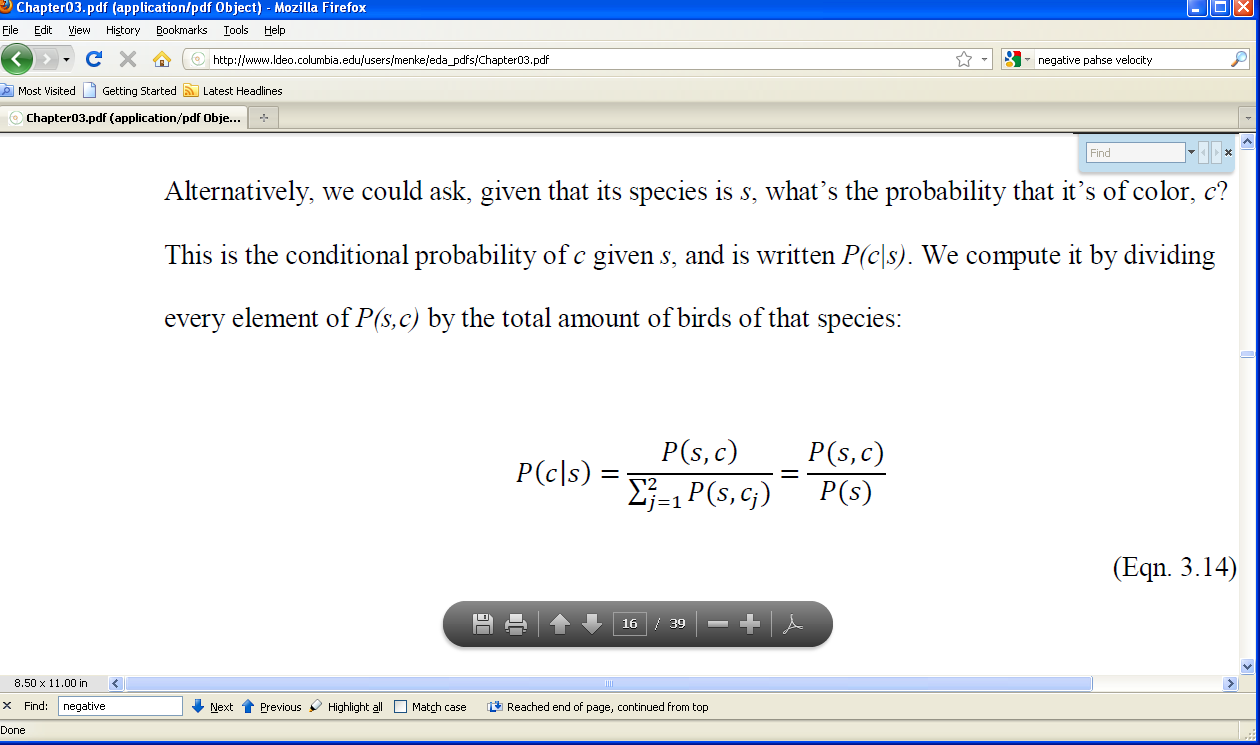 Chapter03.pdf (application/pdf Object) - Mozilla Firefox
File Edit View History Bookmarks Tools Help
http://www.ldeo.columbia.edu/users/menke/eda_pdfs/Chapter03.pdf negative pahse velocity
Most Visited Getting Started Latest Headlines
Chapter03.pdf (application/pdf Obje...
Find
Alternatively, we could ask, given that its species is s, what’s the probability that it’s of color, c?
This is the conditional probability of c given s, and is written P(c|s). We compute it by dividing
every element of P(s,c) by the total amount of birds of that species:
P(c|s) = P(s, c) / ∑²ⱼ₌₁ P(s, cⱼ) = P(s, c) / P(s)
(Eqn. 3.14)
16 / 39
8.50 x 11.00 in
Find: negative Next Previous Highlight all Match case Reached end of page, continued from top
Done